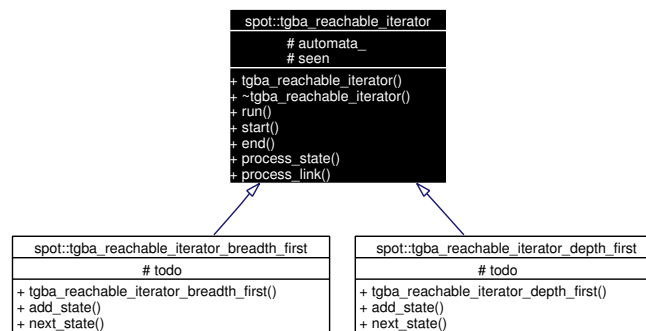 spot::tgba_reachable_iterator
# automata_
# seen
+ tgba_reachable_iterator()
+ ~tgba_reachable_iterator()
+ run()
+ start()
+ end()
+ process_state()
+ process_link()
spot::tgba_reachable_iterator_breadth_first
# todo
+ tgba_reachable_iterator_breadth_first()
+ add_state()
+ next_state()
spot::tgba_reachable_iterator_depth_first
# todo
+ tgba_reachable_iterator_depth_first()
+ add_state()
+ next_state()